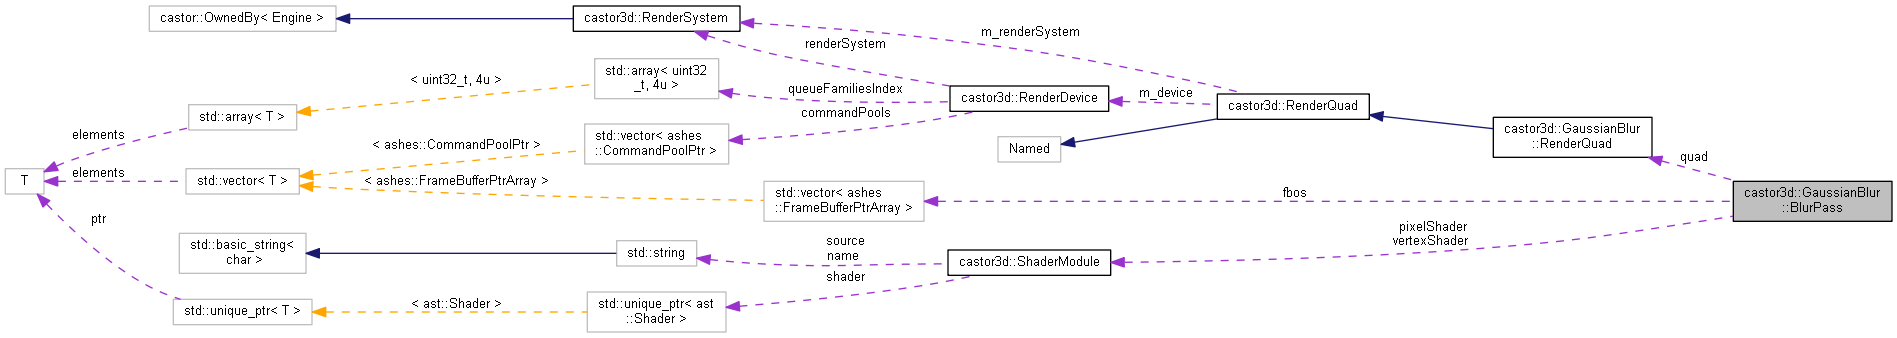 castor::OwnedBy< Engine >
castor3d::RenderSystem
m_renderSystem
renderSystem
< uint32_t, 4u >
std::array< uint32
_t, 4u >
queueFamiliesIndex
castor3d::RenderDevice
m_device
castor3d::RenderQuad
std::array< T >
commandPools
elements
std::vector< ashes
::CommandPoolPtr >
< ashes::CommandPoolPtr >
Named
castor3d::GaussianBlur
::RenderQuad
quad
T
elements
std::vector< T >
< ashes::FrameBufferPtrArray >
std::vector< ashes
::FrameBufferPtrArray >
fbos
castor3d::GaussianBlur
::BlurPass
ptr
pixelShader
vertexShader
std::basic_string<
char >
std::string
source
name
castor3d::ShaderModule
shader
std::unique_ptr< T >
< ast::Shader >
std::unique_ptr< ast
::Shader >